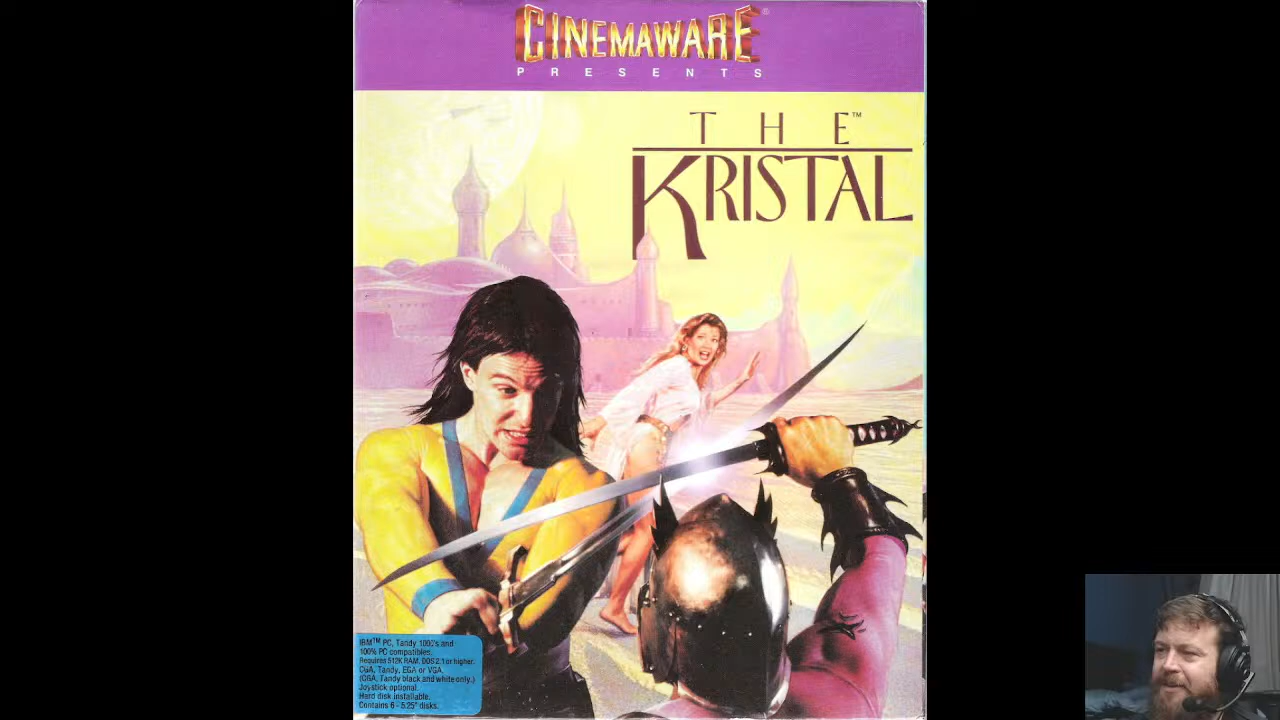 CINEMAWARE®
PRESENTS
THE™
KRISTAL
IBM™ PC, Tandy 1000's and
100% PC compatibles.
Requires 512K RAM, DOS 2.1 or higher.
CGA, Tandy, EGA or VGA.
(CGA, Tandy black and white only.)
Joystick optional.
Hard disk installable.
Contains 6 - 5.25" disks.